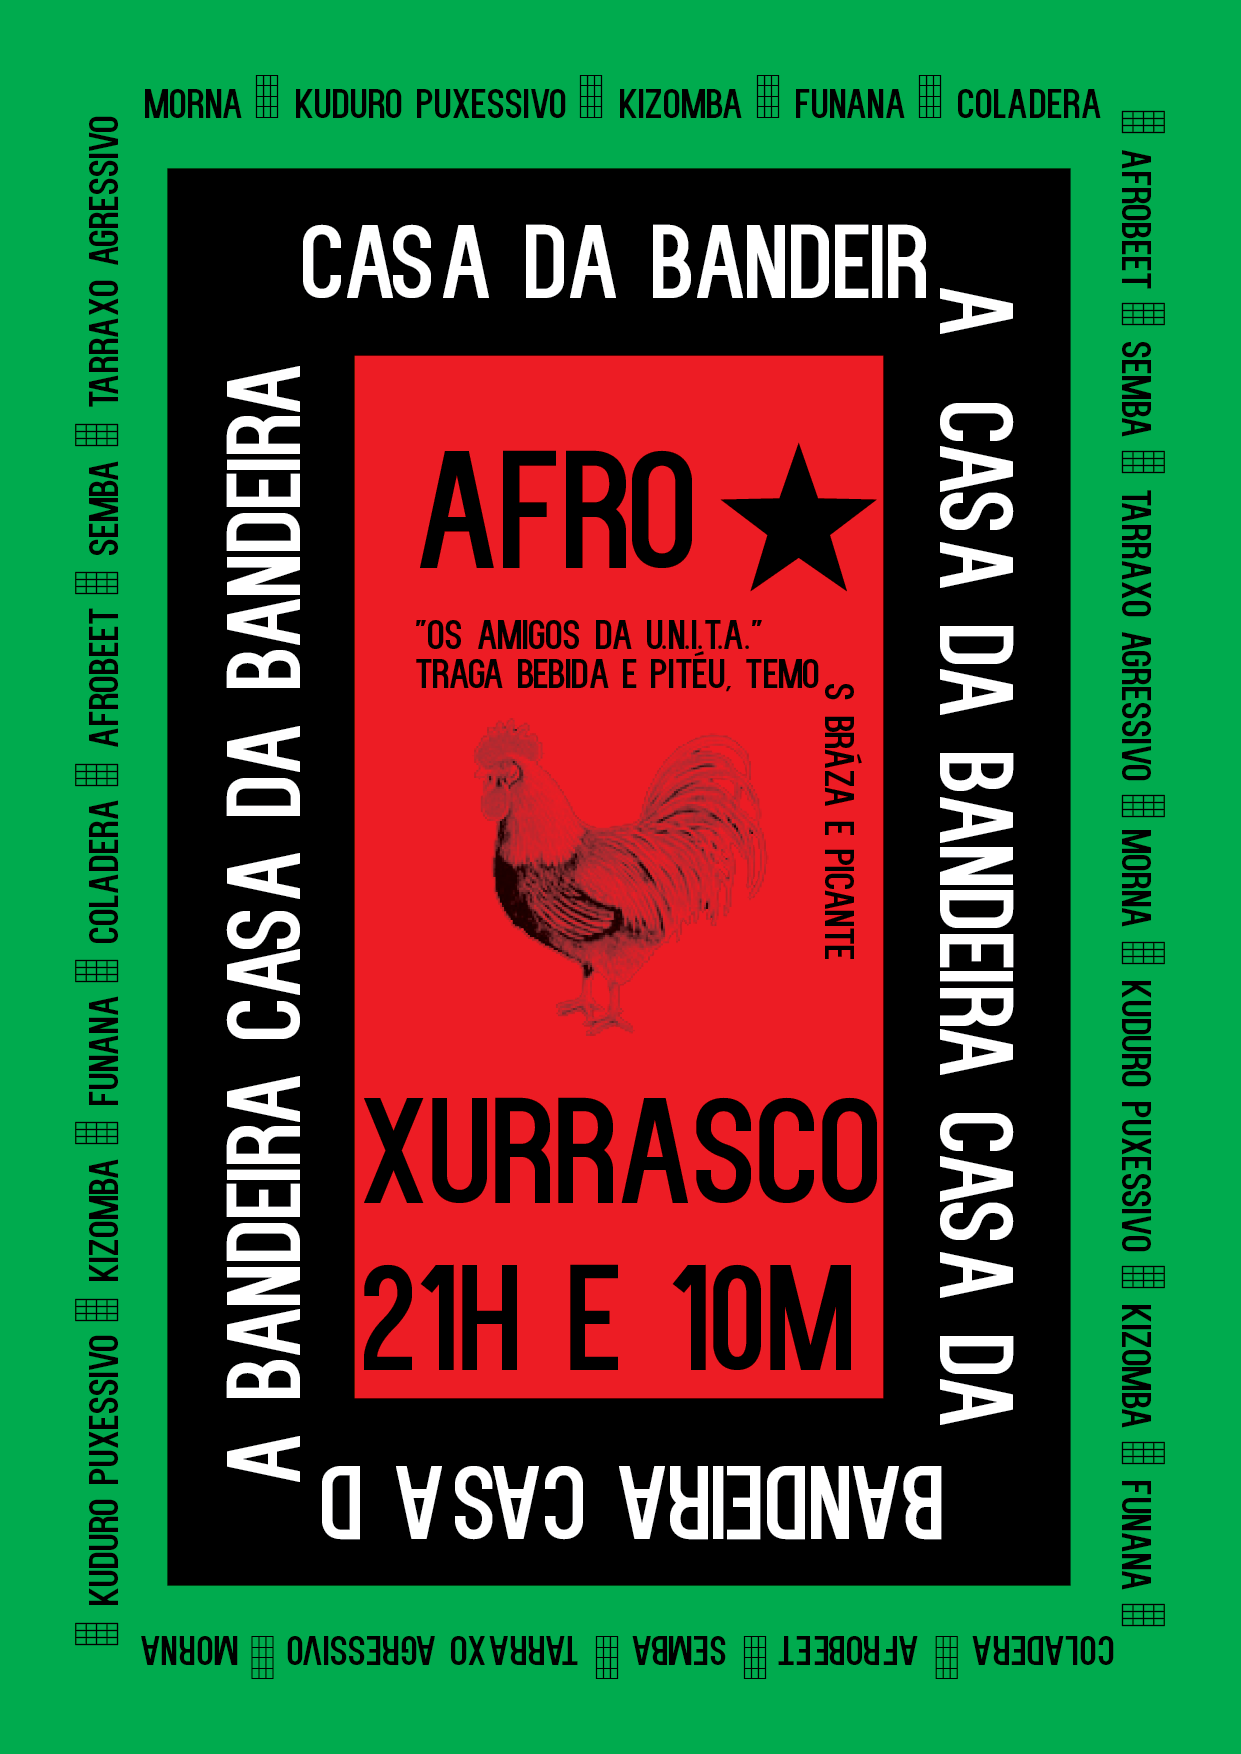 MORNA KUDURO PUXESSIVO KIZOMBA FUNANA COLADERA
AFROBEET SEMBA TARRAXO AGRESSIVO MORNA KUDURO PUXESSIVO KIZOMBA FUNANA
COLADERA AFROBEET SEMBA TARRAXO AGRESSIVO MORNA
KUDURO PUXESSIVO KIZOMBA FUNANA COLADERA AFROBEET SEMBA TARRAXO AGRESSIVO
CASA DA BANDEIR
A CASA DA BANDEIRA CASA DA
BANDEIRA CASA D
A BANDEIRA CASA DA BANDEIRA
AFRO
"OS AMIGOS DA U.N.I.T.A."
TRAGA BEBIDA E PITÉU, TEMO
S BRÁZA E PICANTE
XURRASCO
21H E 10M